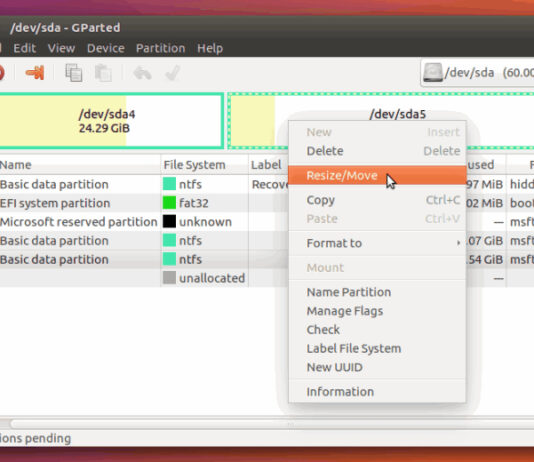 /dev/sda - GParted
Edit View Device Partition Help
/dev/sda (60.00
/dev/sda4
24.29 GiB
/dev/sda5
Name File System Label used
Basic data partition ntfs Recov 97 MiB hidd
EFI system partition fat32 02 MiB boot
Microsoft reserved partition unknown --- msft
Basic data partition ntfs .07 GiB msft
Basic data partition ntfs .54 GiB msft
unallocated ---
New Insert
Delete Delete
Resize/Move
Copy Ctrl+C
Paste Ctrl+V
Format to
Mount
Name Partition
Manage Flags
Check
Label File System
New UUID
Information
ions pending